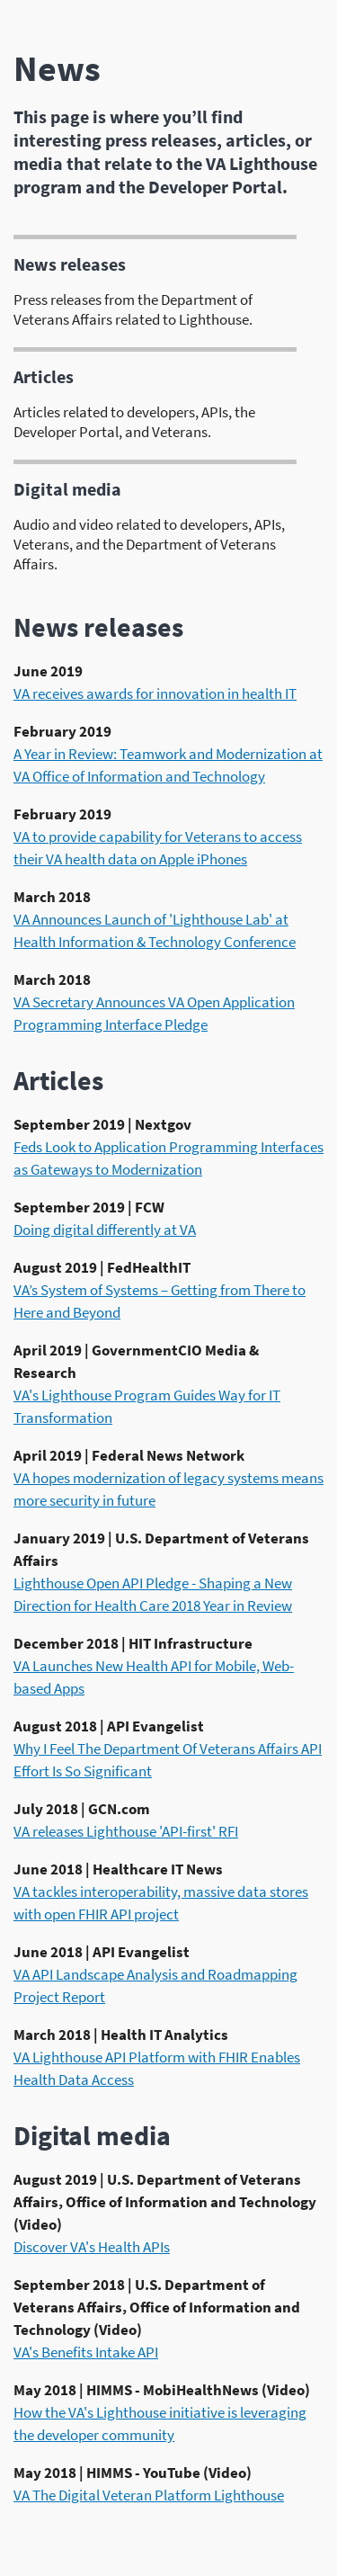 News
This page is where you’ll find
interesting press releases, articles, or
media that relate to the VA Lighthouse
program and the Developer Portal.
News releases
Press releases from the Department of
Veterans Affairs related to Lighthouse.
Articles
Articles related to developers, APIs, the
Developer Portal, and Veterans.
Digital media
Audio and video related to developers, APIs,
Veterans, and the Department of Veterans
Affairs.
News releases
June 2019
VA receives awards for innovation in health IT
February 2019
A Year in Review: Teamwork and Modernization at
VA Office of Information and Technology
February 2019
VA to provide capability for Veterans to access
their VA health data on Apple iPhones
March 2018
VA Announces Launch of 'Lighthouse Lab' at
Health Information & Technology Conference
March 2018
VA Secretary Announces VA Open Application
Programming Interface Pledge
Articles
September 2019 | Nextgov
Feds Look to Application Programming Interfaces
as Gateways to Modernization
September 2019 | FCW
Doing digital differently at VA
August 2019 | FedHealthIT
VA’s System of Systems – Getting from There to
Here and Beyond
April 2019 | GovernmentCIO Media &
Research
VA's Lighthouse Program Guides Way for IT
Transformation
April 2019 | Federal News Network
VA hopes modernization of legacy systems means
more security in future
January 2019 | U.S. Department of Veterans
Affairs
Lighthouse Open API Pledge - Shaping a New
Direction for Health Care 2018 Year in Review
December 2018 | HIT Infrastructure
VA Launches New Health API for Mobile, Web-
based Apps
August 2018 | API Evangelist
Why I Feel The Department Of Veterans Affairs API
Effort Is So Significant
July 2018 | GCN.com
VA releases Lighthouse 'API-first' RFI
June 2018 | Healthcare IT News
VA tackles interoperability, massive data stores
with open FHIR API project
June 2018 | API Evangelist
VA API Landscape Analysis and Roadmapping
Project Report
March 2018 | Health IT Analytics
VA Lighthouse API Platform with FHIR Enables
Health Data Access
Digital media
August 2019 | U.S. Department of Veterans
Affairs, Office of Information and Technology
(Video)
Discover VA's Health APIs
September 2018 | U.S. Department of
Veterans Affairs, Office of Information and
Technology (Video)
VA's Benefits Intake API
May 2018 | HIMMS - MobiHealthNews (Video)
How the VA's Lighthouse initiative is leveraging
the developer community
May 2018 | HIMMS - YouTube (Video)
VA The Digital Veteran Platform Lighthouse